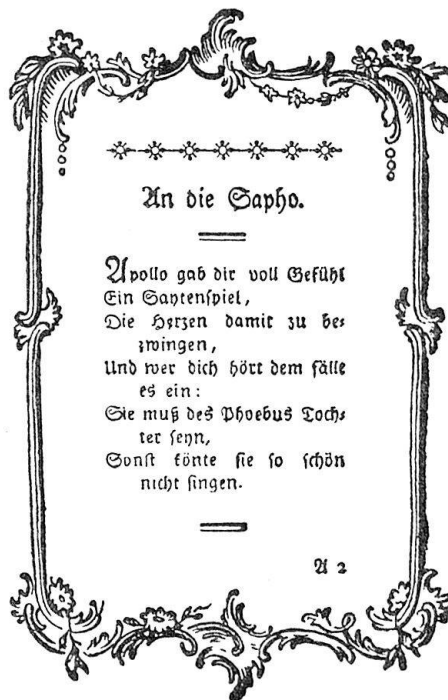 An die Sapho.
Apollo gab dir voll Gefühl
Ein Saytenspiel,
Die Herzen damit zu be-
zwingen,
Und wer dich hört dem fälle
es ein:
Sie muß des Phoebus Toch-
ter seyn,
Sonst könte sie so schön
nicht singen.
A 2